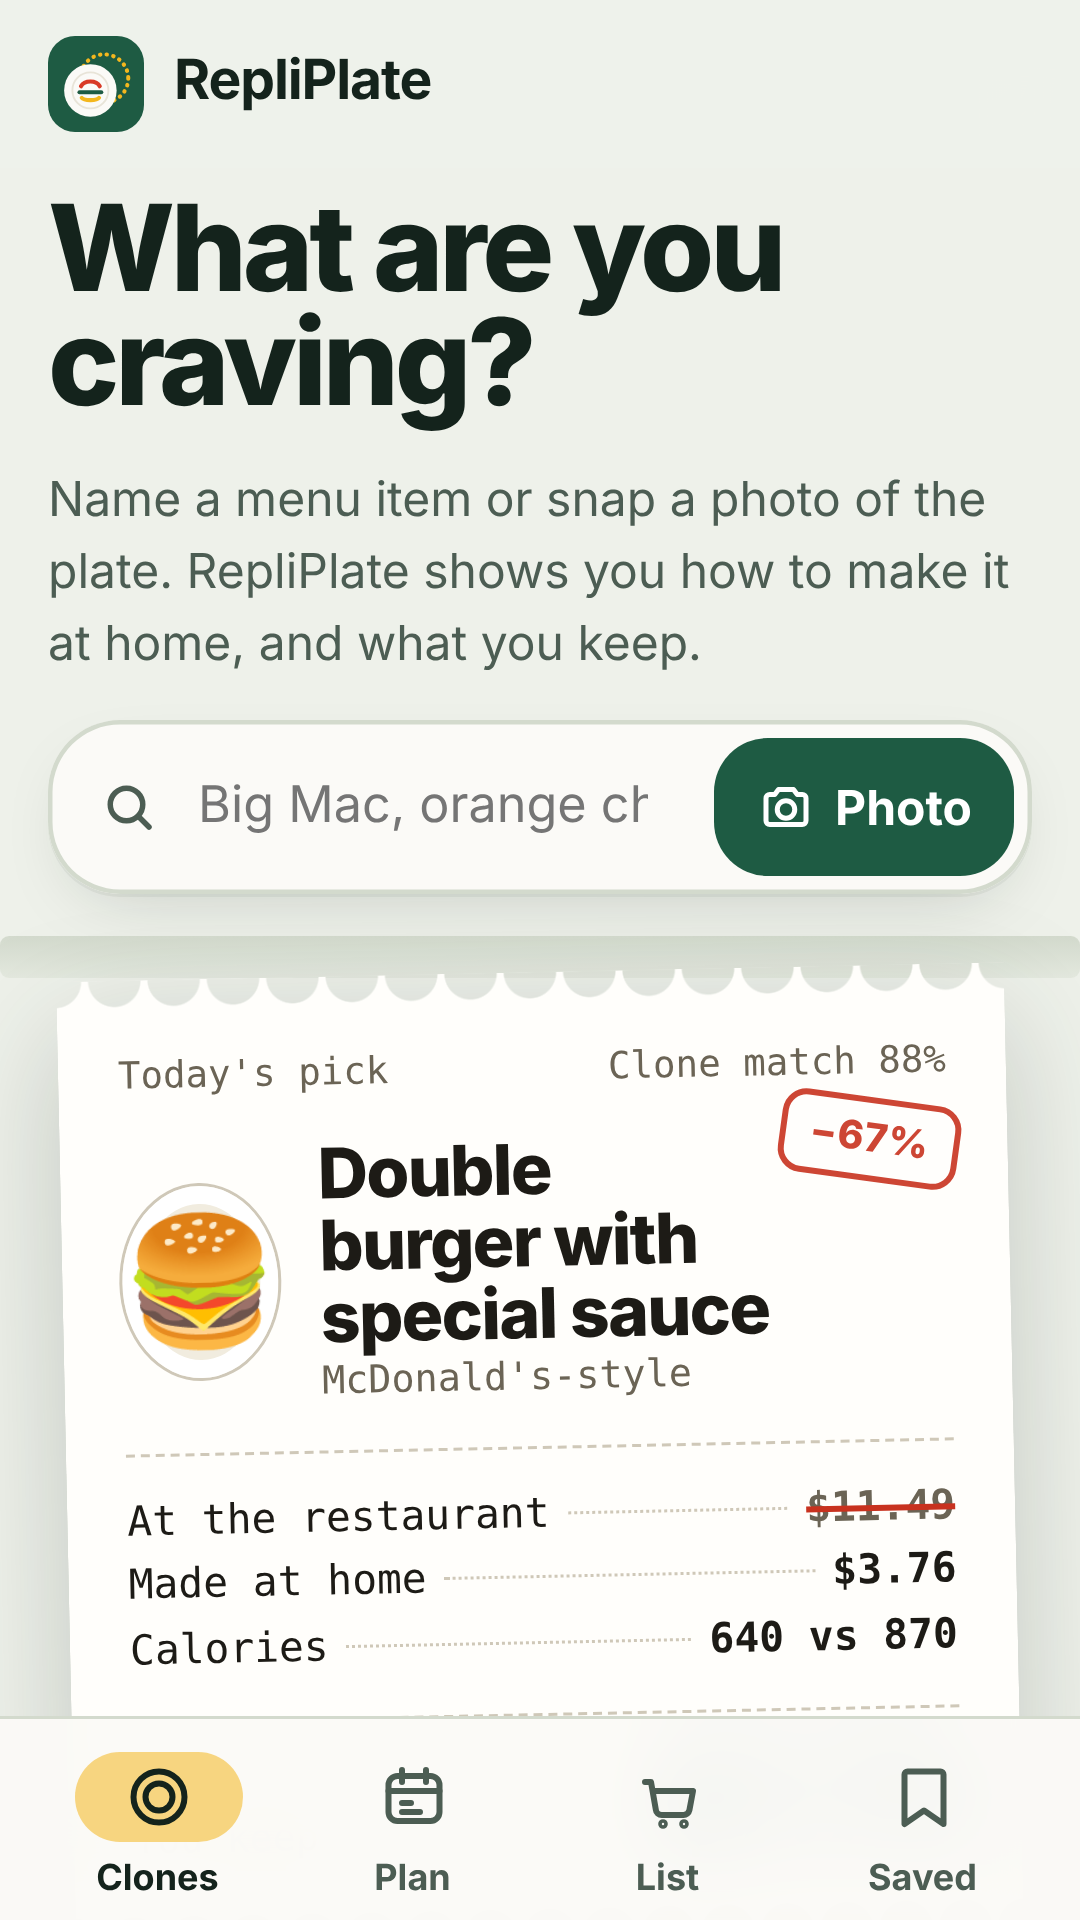 RepliPlate
What are you
craving?
Name a menu item or snap a photo of the
plate. RepliPlate shows you how to make it
at home, and what you keep.
Big Mac, orange ch
Photo
Today's pick
Clone match 88%
−67%
Double
burger with
special sauce
McDonald's-style
At the restaurant $11.49
Made at home $3.76
Calories 640 vs 870
Clones
Plan
List
Saved